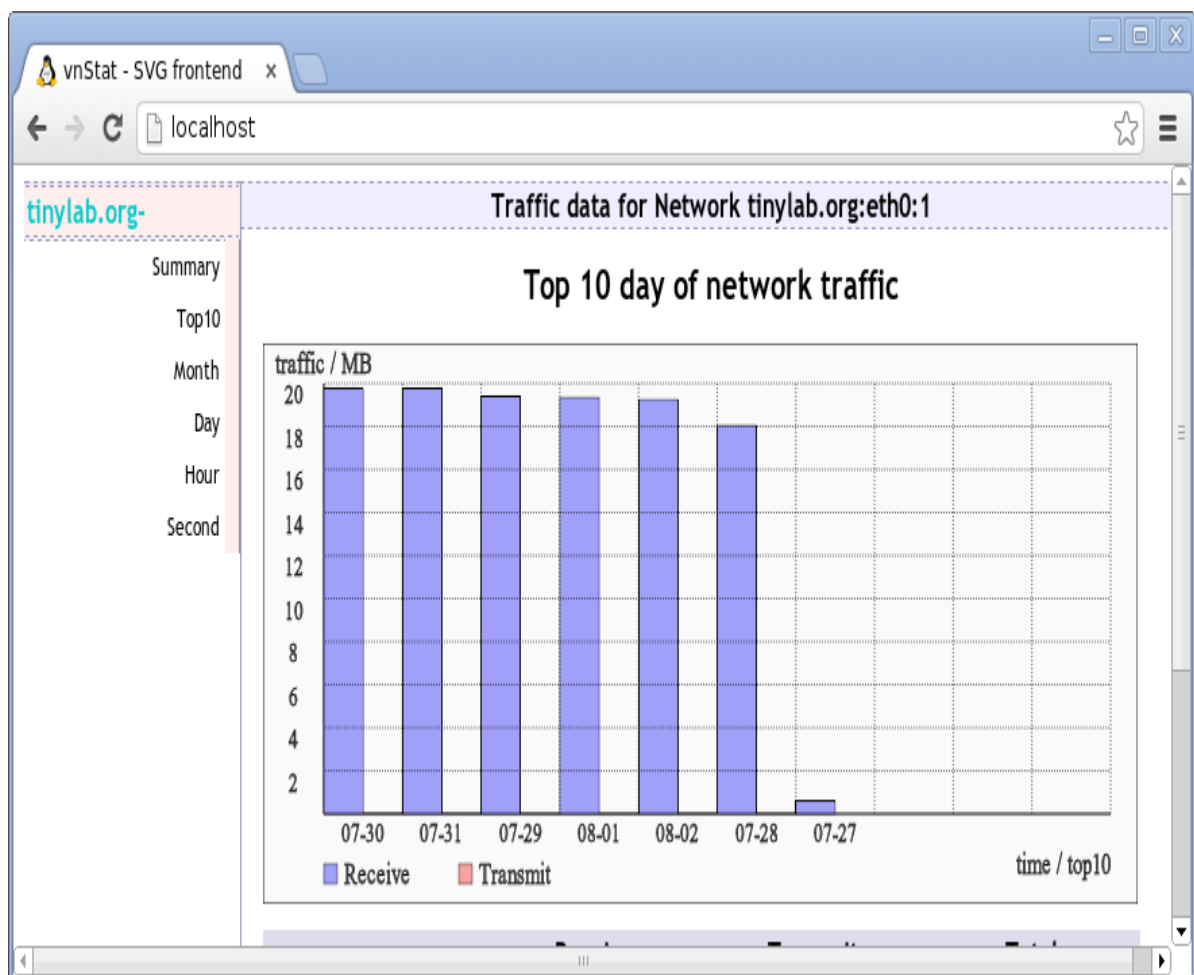 vnStat - SVG frontend
localhost
tinylab.org-
Summary
Top10
Month
Day
Hour
Second
Traffic data for Network tinylab.org:eth0:1
Top 10 day of network traffic
traffic / MB
20
18
16
14
12
10
8
6
4
2
07-30 07-31 07-29 08-01 08-02 07-28 07-27
time / top10
Receive Transmit